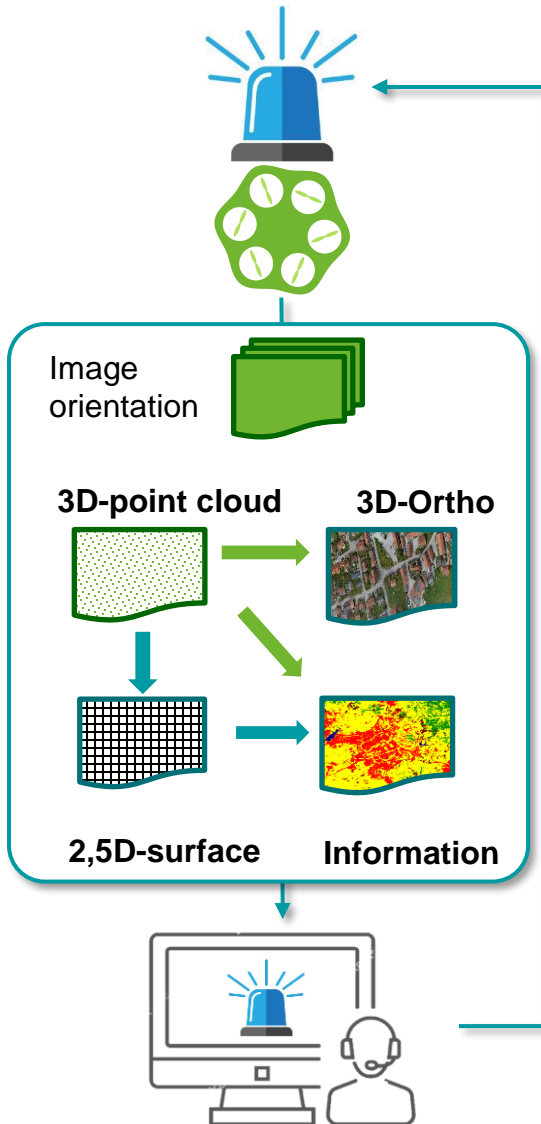 Image
orientation
3D-point cloud
3D-Ortho
2,5D-surface
Information